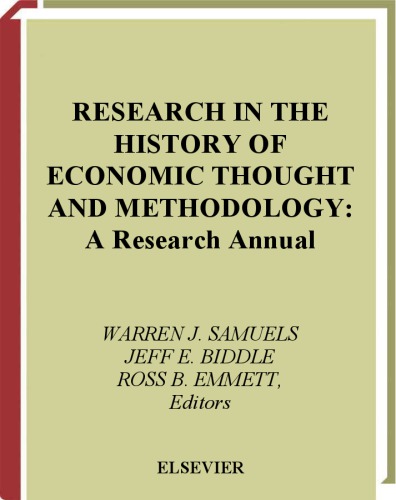 RESEARCH IN THE
HISTORY OF
ECONOMIC THOUGHT
AND METHODOLOGY:
A Research Annual
WARREN J. SAMUELS
JEFF E. BIDDLE
ROSS B. EMMETT,
Editors
ELSEVIER